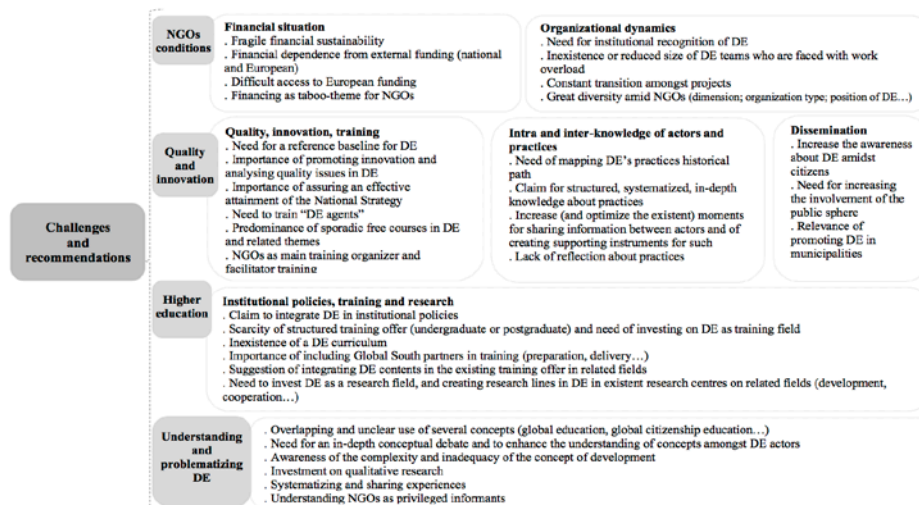 Challenges
and
recommendations
NGOs
conditions
Financial situation
. Fragile financial sustainability
. Financial dependence from external funding (national
and European)
. Difficult access to European funding
. Financing as taboo-theme for NGOs
Organizational dynamics
. Need for institutional recognition of DE
. Inexistence or reduced size of DE teams who are faced with work
overload
. Constant transition amongst projects
. Great diversity amid NGOs (dimension; organization type; position of DE…)
Quality
and
innovation
Quality, innovation, training
. Need for a reference baseline for DE
. Importance of promoting innovation and
analysing quality issues in DE
. Importance of assuring an effective
attainment of the National Strategy
. Need to train “DE agents”
. Predominance of sporadic free courses in DE
and related themes
. NGOs as main training organizer and
facilitator training
Intra and inter-knowledge of actors and
practices
. Need of mapping DE’s practices historical
path
. Claim for structured, systematized, in-depth
knowledge about practices
. Increase (and optimize the existent) moments
for sharing information between actors and of
creating supporting instruments for such
. Lack of reflection about practices
Dissemination
. Increase the awareness
about DE amidst
citizens
. Need for increasing
the involvement of the
public sphere
. Relevance of
promoting DE in
municipalities
Higher
education
Institutional policies, training and research
. Claim to integrate DE in institutional policies
. Scarcity of structured training offer (undergraduate or postgraduate) and need of investing on DE as training field
. Inexistence of a DE curriculum
. Importance of including Global South partners in training (preparation, delivery…)
. Suggestion of integrating DE contents in the existing training offer in related fields
. Need to invest DE as a research field, and creating research lines in DE in existent research centres on related fields (development,
cooperation…)
Understanding
and
problematizing
DE
. Overlapping and unclear use of several concepts (global education, global citizenship education…)
. Need for an in-depth conceptual debate and to enhance the understanding of concepts amongst DE actors
. Awareness of the complexity and inadequacy of the concept of development
. Investment on qualitative research
. Systematizing and sharing experiences
. Understanding NGOs as privileged informants